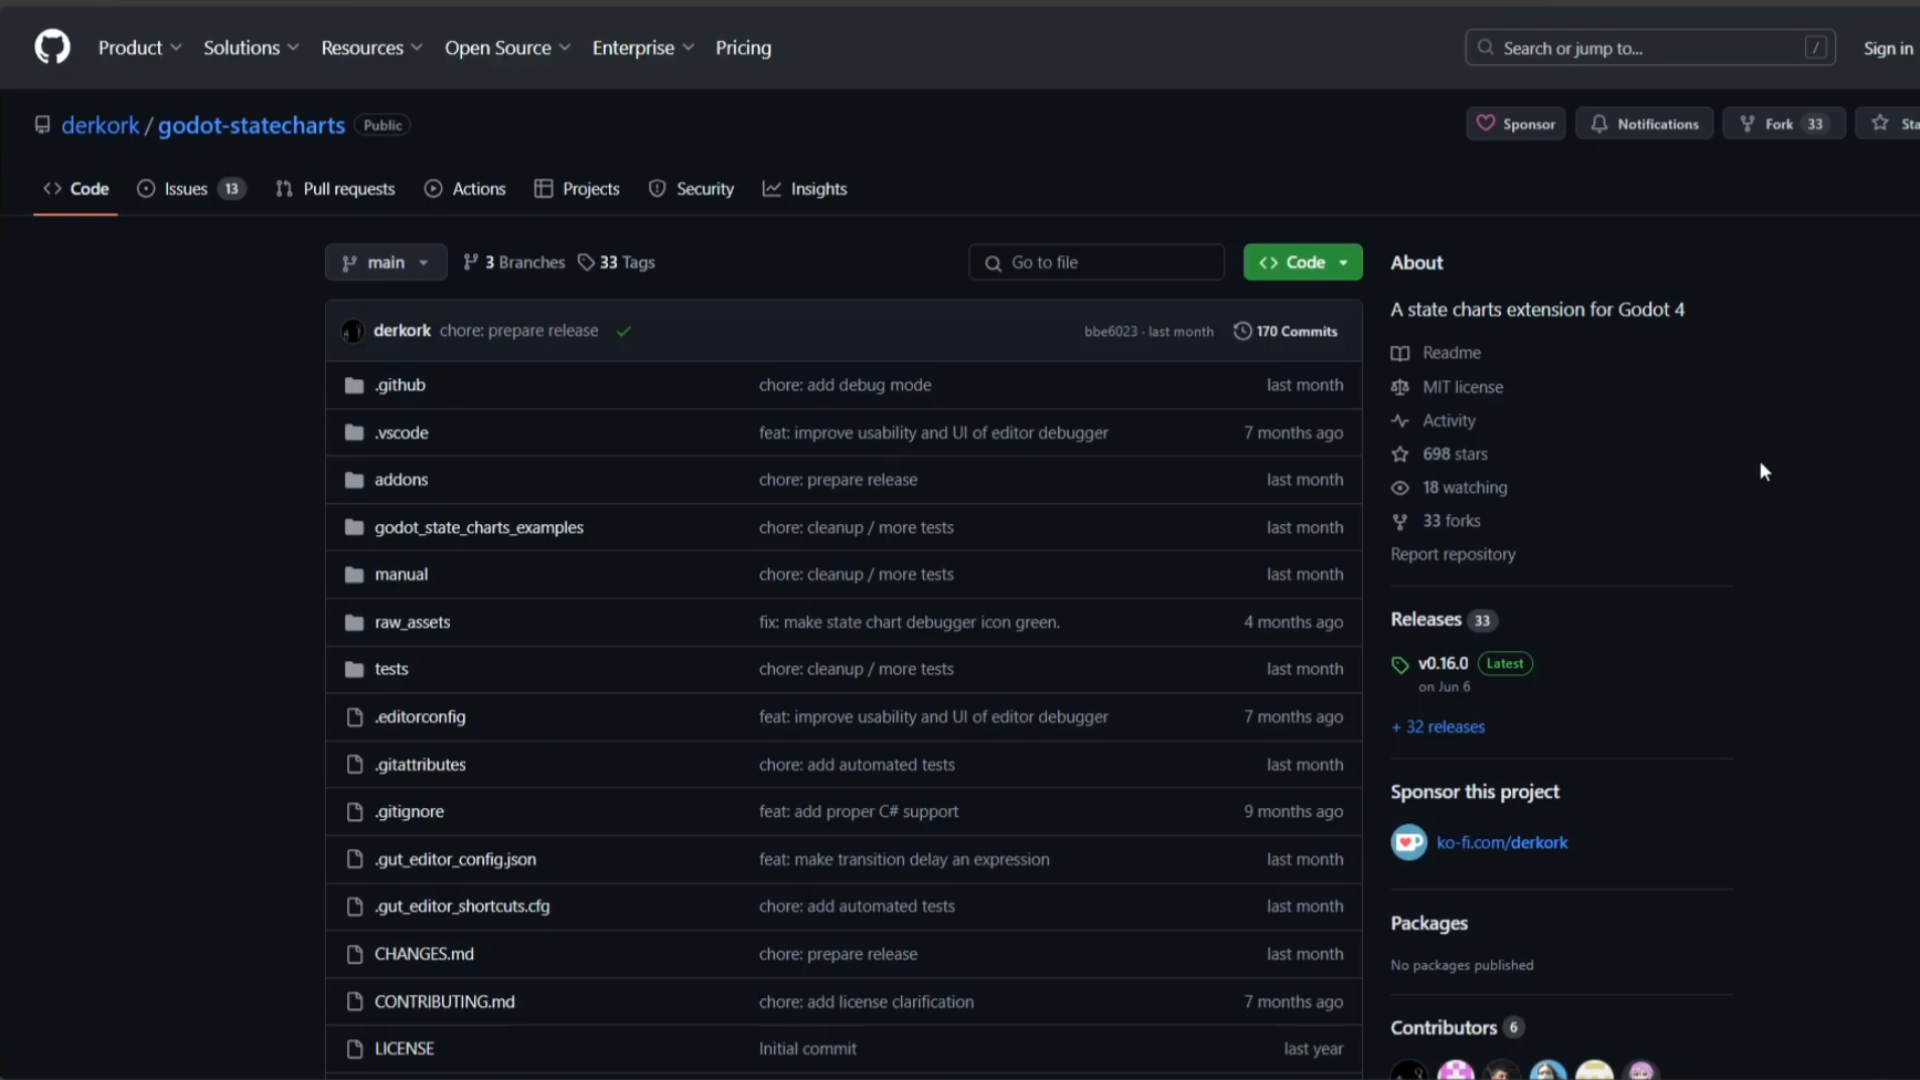 Product Solutions Resources Open Source Enterprise Pricing Search or jump to... / Sign in
derkork / godot-statecharts Public Sponsor Notifications Fork 33 Sta
Code Issues 13 Pull requests Actions Projects Security Insights
main 3 Branches 33 Tags Go to file Code
derkork chore: prepare release bbe6023 · last month 170 Commits
.github chore: add debug mode last month
.vscode feat: improve usability and UI of editor debugger 7 months ago
addons chore: prepare release last month
godot_state_charts_examples chore: cleanup / more tests last month
manual chore: cleanup / more tests last month
raw_assets fix: make state chart debugger icon green. 4 months ago
tests chore: cleanup / more tests last month
.editorconfig feat: improve usability and UI of editor debugger 7 months ago
.gitattributes chore: add automated tests last month
.gitignore feat: add proper C# support 9 months ago
.gut_editor_config.json feat: make transition delay an expression last month
.gut_editor_shortcuts.cfg chore: add automated tests last month
CHANGES.md chore: prepare release last month
CONTRIBUTING.md chore: add license clarification 7 months ago
LICENSE Initial commit last year
About
A state charts extension for Godot 4
Readme
MIT license
Activity
698 stars
18 watching
33 forks
Report repository
Releases 33
v0.16.0 Latest
on Jun 6
+ 32 releases
Sponsor this project
ko-fi.com/derkork
Packages
No packages published
Contributors 6